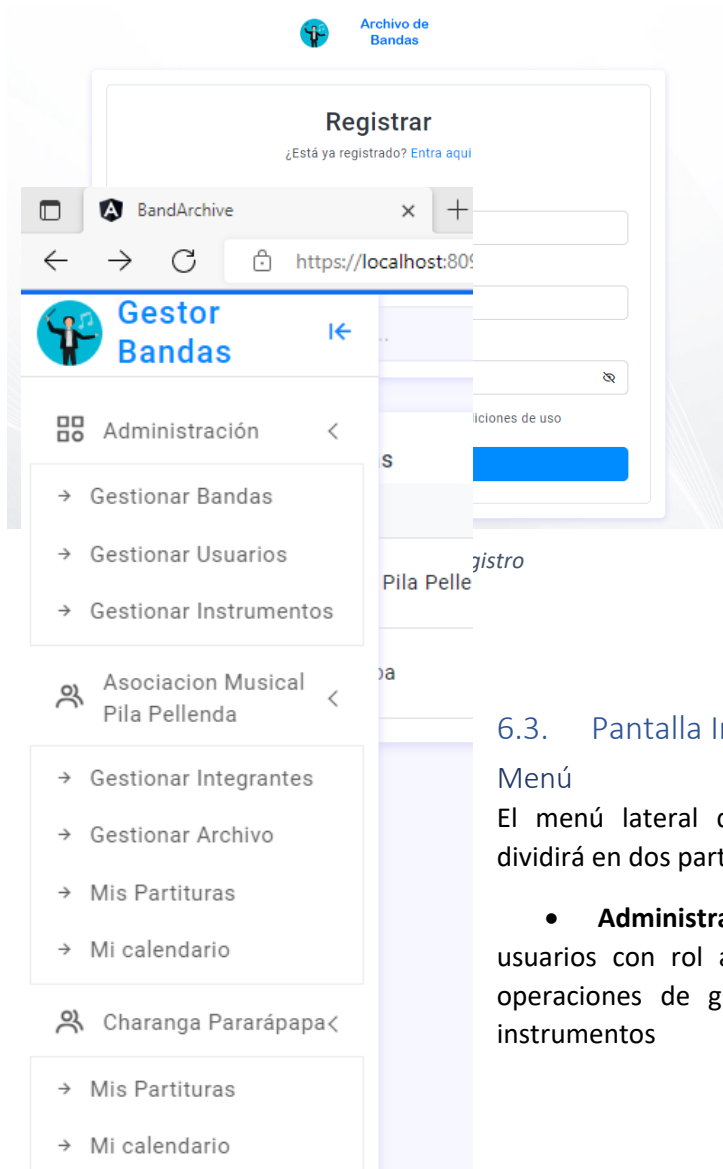 Archivo de
Bandas
Registrar
¿Está ya registrado? Entra aqui
BandArchive
https://localhost:809
Gestor
Bandas
Administración
Gestionar Bandas
Gestionar Usuarios
Gestionar Instrumentos
Asociacion Musical
Pila Pellenda
Gestionar Integrantes
Gestionar Archivo
Mis Partituras
Mi calendario
Charanga Pararápapa
Mis Partituras
Mi calendario
...
diciones de uso
s
Pila Pelle
pa
gistro
6.3. Pantalla In
Menú
El menú lateral
dividirá en dos part
• Administra
usuarios con rol a
operaciones de g
instrumentos